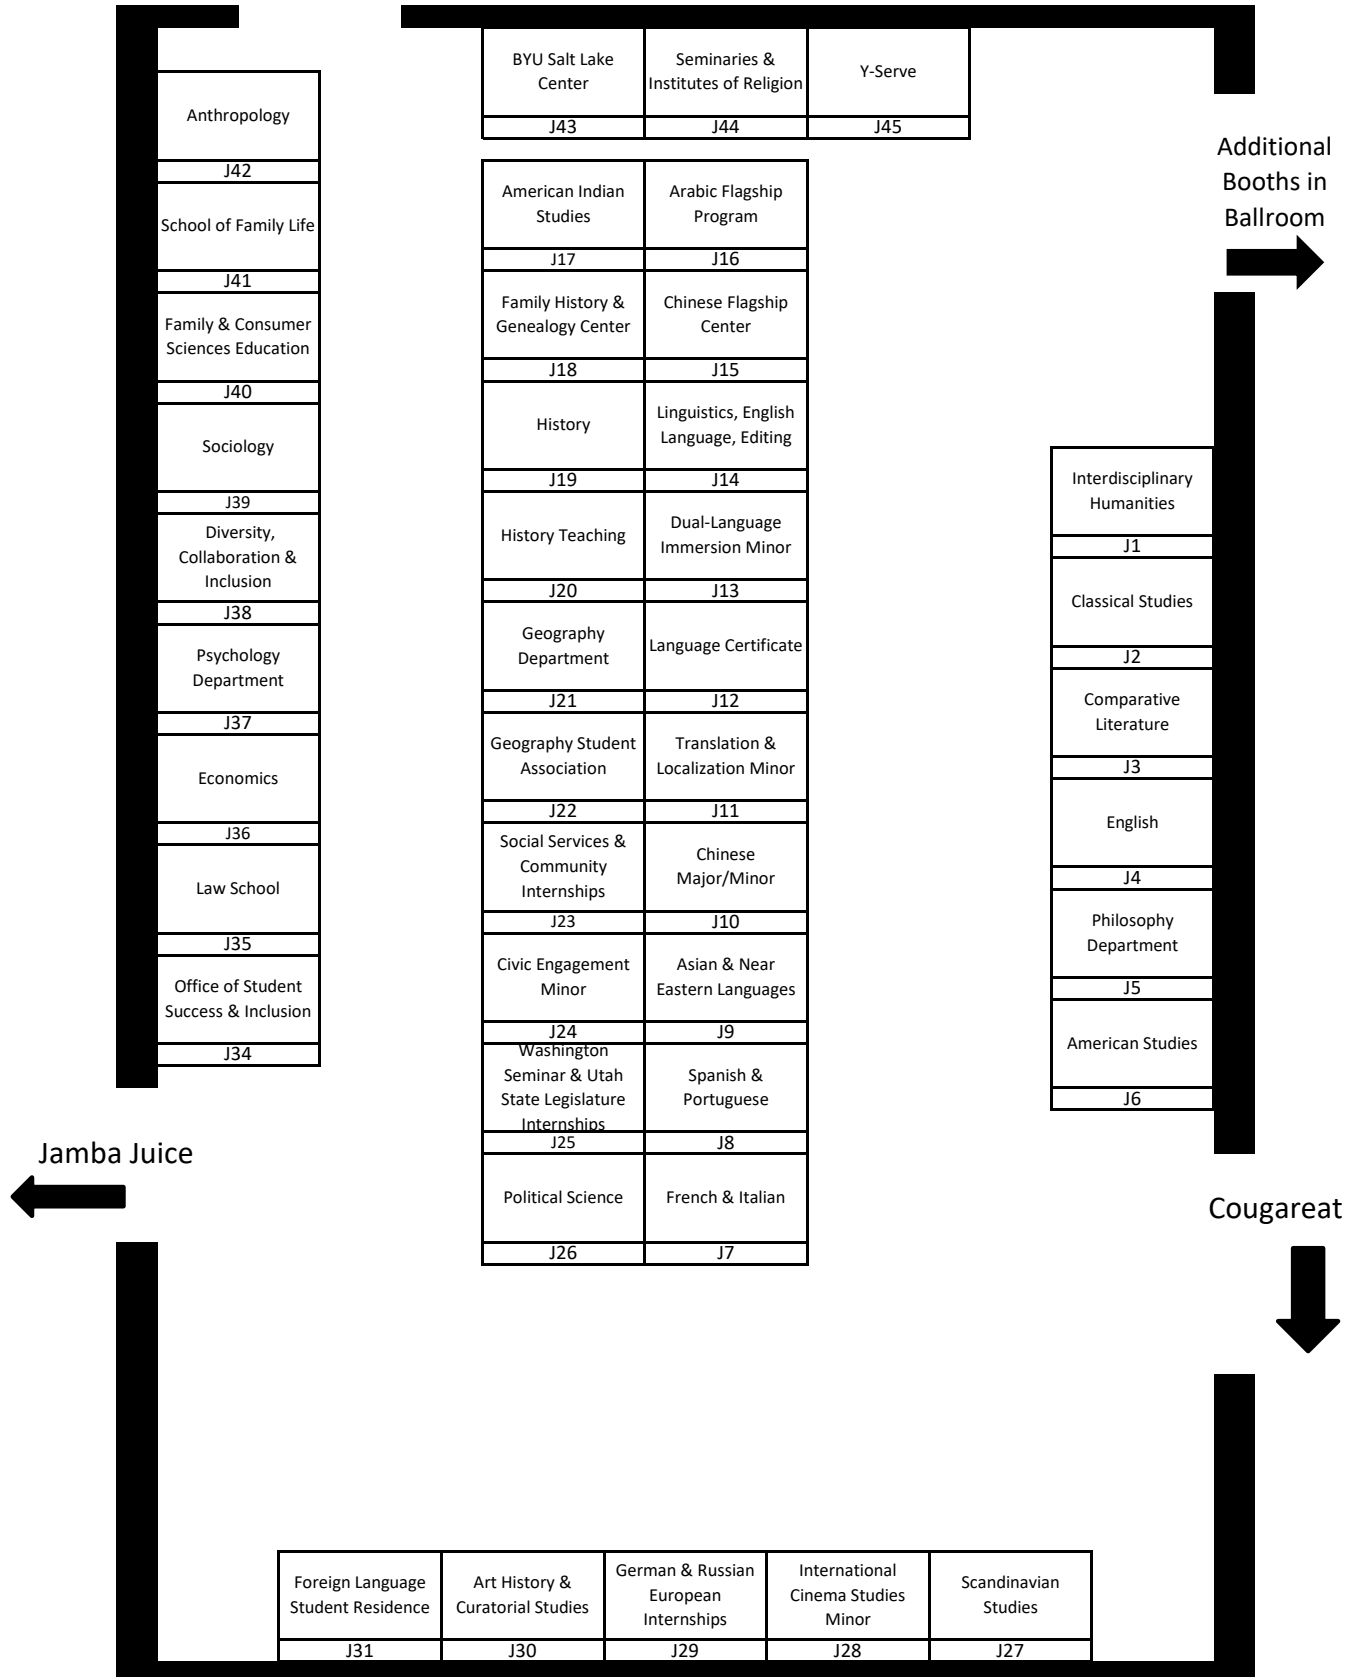 BYU Salt Lake
Center
J43
Seminaries &
Institutes of Religion
J44
Y-Serve
J45
Additional
Booths in
Ballroom
Anthropology
J42
School of Family Life
J41
Family & Consumer
Sciences Education
J40
Sociology
J39
Diversity,
Collaboration &
Inclusion
J38
Psychology
Department
J37
Economics
J36
Law School
J35
Office of Student
Success & Inclusion
J34
American Indian
Studies
J17
Family History &
Genealogy Center
J18
History
J19
History Teaching
J20
Geography
Department
J21
Geography Student
Association
J22
Social Services &
Community
Internships
J23
Civic Engagement
Minor
J24
Washington
Seminar & Utah
State Legislature
Internships
J25
Political Science
J26
Arabic Flagship
Program
J16
Chinese Flagship
Center
J15
Linguistics, English
Language, Editing
J14
Dual-Language
Immersion Minor
J13
Language Certificate
J12
Translation &
Localization Minor
J11
Chinese
Major/Minor
J10
Asian & Near
Eastern Languages
J9
Spanish &
Portuguese
J8
French & Italian
J7
Interdisciplinary
Humanities
J1
Classical Studies
J2
Comparative
Literature
J3
English
J4
Philosophy
Department
J5
American Studies
J6
Jamba Juice
Cougareat
Foreign Language
Student Residence
J31
Art History &
Curatorial Studies
J30
German & Russian
European
Internships
J29
International
Cinema Studies
Minor
J28
Scandinavian
Studies
J27